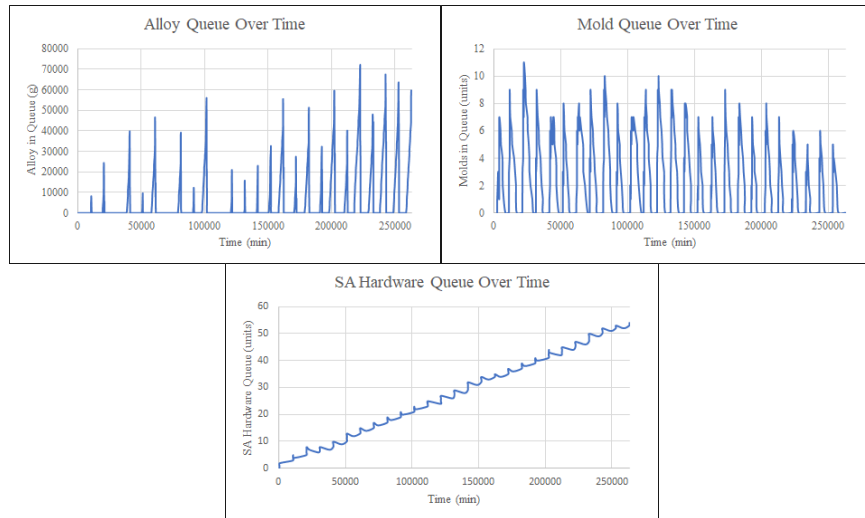 Alloy Queue Over Time
Alloy in Queue (g)
80000
70000
60000
50000
40000
30000
20000
10000
0
0 50000 100000 150000 200000 250000
Time (min)
Mold Queue Over Time
Molds in Queue (units)
12
10
8
6
4
2
0
0 50000 100000 150000 200000 250000
Time (min)
SA Hardware Queue Over Time
SA Hardware Queue (units)
60
50
40
30
20
10
0
0 50000 100000 150000 200000 250000
Time (min)